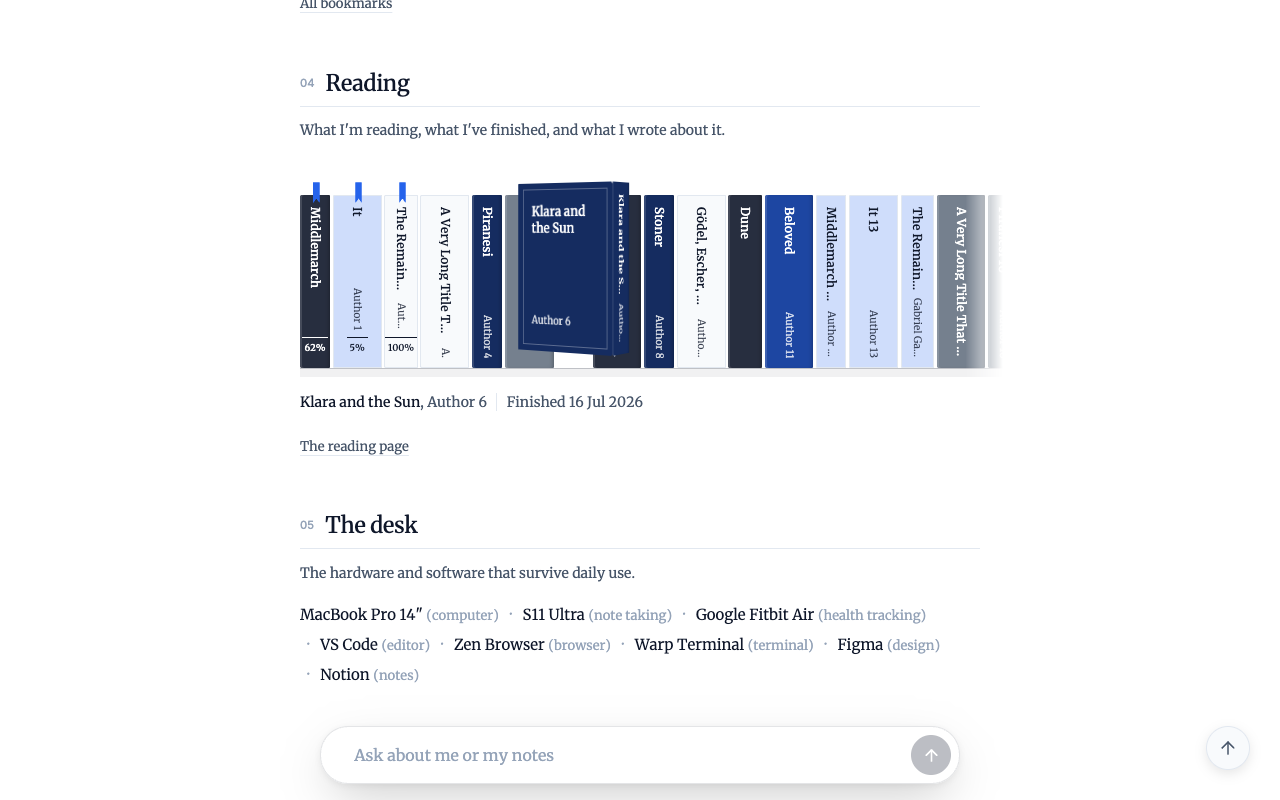 All bookmarks
04 Reading
What I'm reading, what I've finished, and what I wrote about it.
Middlemarch
62%
It
Author 1
5%
The Remain...
Aut...
100%
A Very Long Title T...
A.
Piranesi
Author 4
Klara and
the Sun
Author 6
Klara and the S...
Autho...
Stoner
Author 8
Gödel, Escher, ...
Autho...
Dune
Beloved
Author 11
Middlemarch ...
Author ...
It 13
Author 13
The Remain...
Gabriel Ga...
A Very Long Title That ...
Klara and the Sun, Author 6 Finished 16 Jul 2026
The reading page
05 The desk
The hardware and software that survive daily use.
MacBook Pro 14" (computer) · S11 Ultra (note taking) · Google Fitbit Air (health tracking)
· VS Code (editor) · Zen Browser (browser) · Warp Terminal (terminal) · Figma (design)
· Notion (notes)
Ask about me or my notes